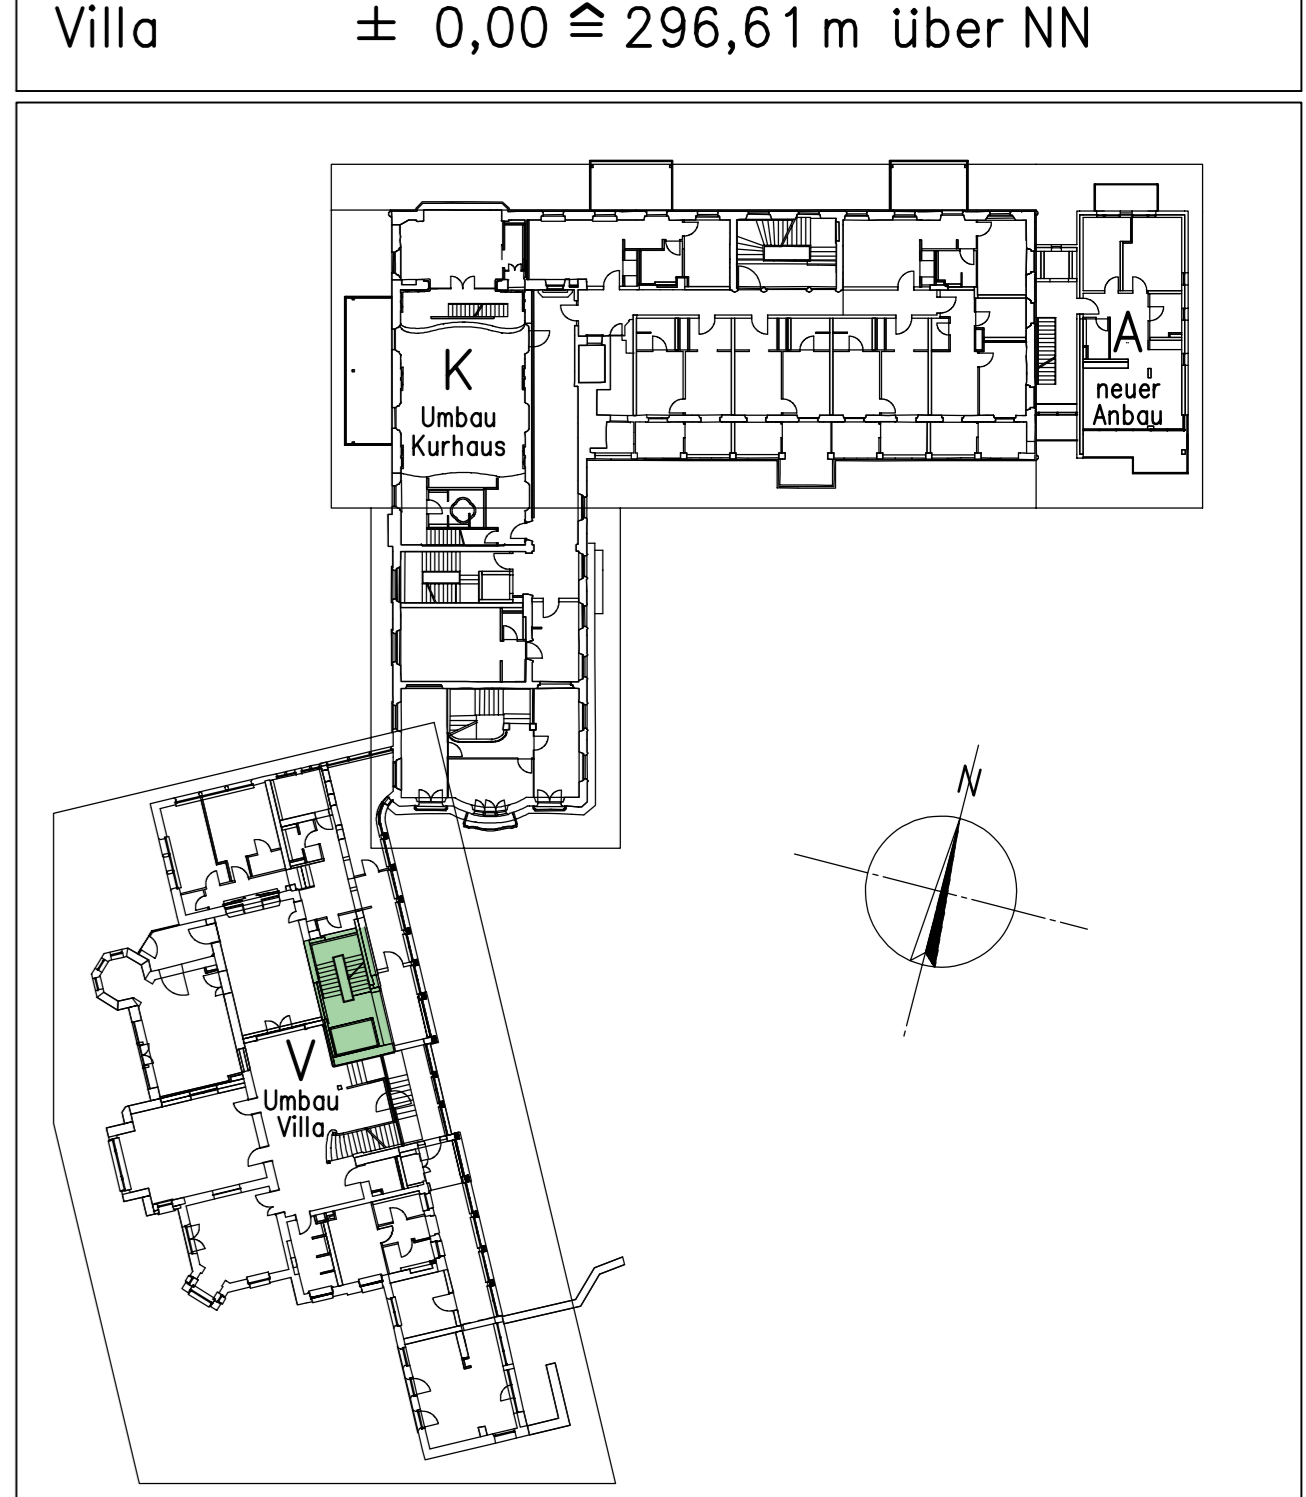 Villa ± 0,00 ≙ 296,61 m über NN
K
Umbau
Kurhaus
A
neuer
Anbau
N
V
Umbau
Villa